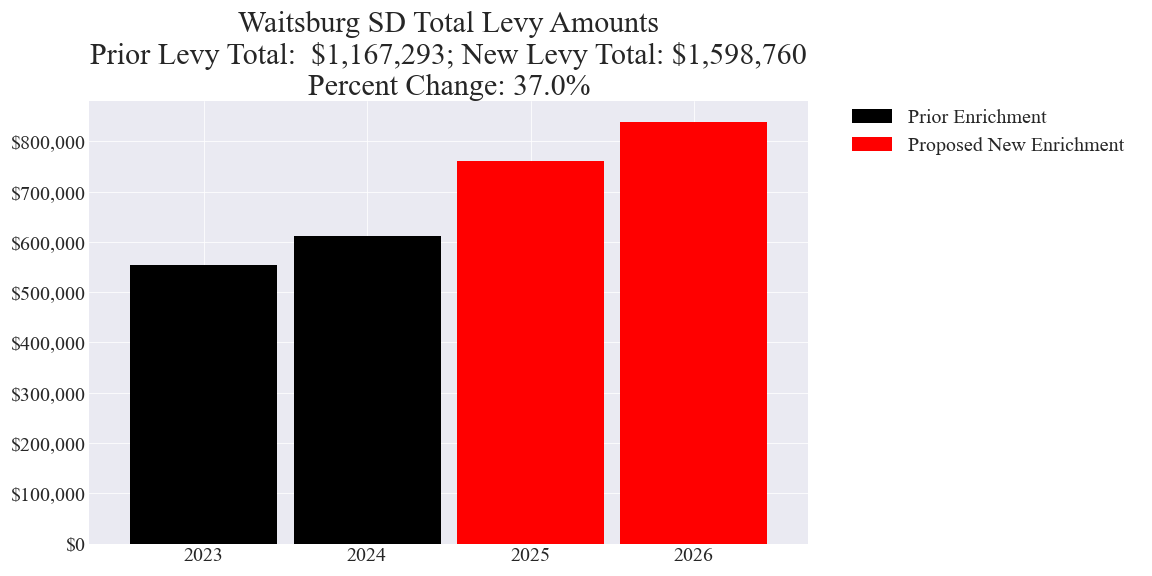 Waitsburg SD Total Levy Amounts
Prior Levy Total:  $1,167,293; New Levy Total: $1,598,760
Percent Change: 37.0%
Prior Enrichment
Proposed New Enrichment
$800,000
$700,000
$600,000
$500,000
$400,000
$300,000
$200,000
$100,000
$0
2023 2024 2025 2026